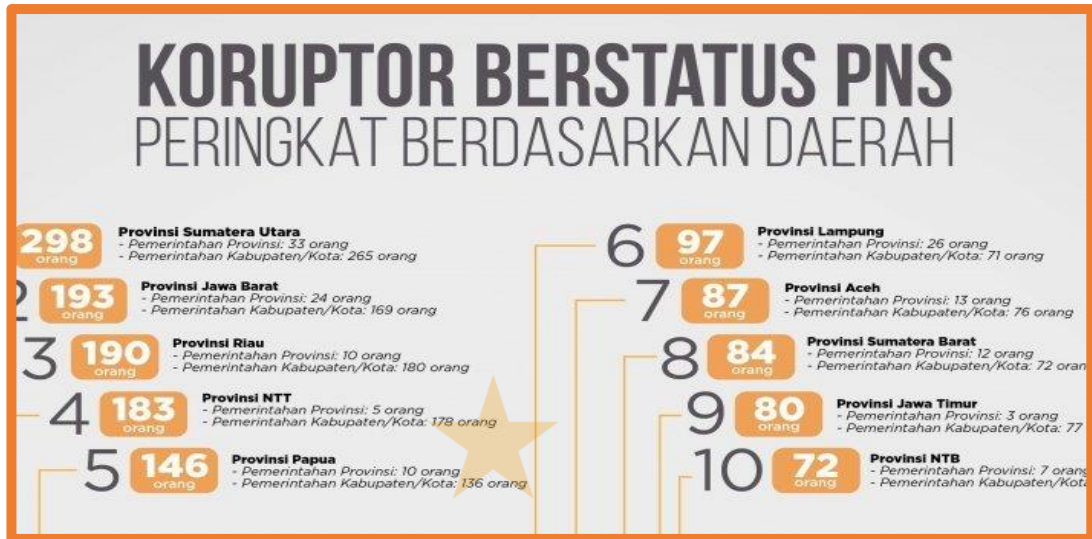 KORUPTOR BERSTATUS PNS
PERINGKAT BERDASARKAN DAERAH
298
orang
Provinsi Sumatera Utara
- Pemerintahan Provinsi: 33 orang
- Pemerintahan Kabupaten/Kota: 265 orang
2
193
orang
Provinsi Jawa Barat
- Pemerintahan Provinsi: 24 orang
- Pemerintahan Kabupaten/Kota: 169 orang
3
190
orang
Provinsi Riau
- Pemerintahan Provinsi: 10 orang
- Pemerintahan Kabupaten/Kota: 180 orang
4
183
orang
Provinsi NTT
- Pemerintahan Provinsi: 5 orang
- Pemerintahan Kabupaten/Kota: 178 orang
5
146
orang
Provinsi Papua
- Pemerintahan Provinsi: 10 orang
- Pemerintahan Kabupaten/Kota: 136 orang
6
97
orang
Provinsi Lampung
- Pemerintahan Provinsi: 26 orang
- Pemerintahan Kabupaten/Kota: 71 orang
7
87
orang
Provinsi Aceh
- Pemerintahan Provinsi: 13 orang
- Pemerintahan Kabupaten/Kota: 76 orang
8
84
orang
Provinsi Sumatera Barat
- Pemerintahan Provinsi: 12 orang
- Pemerintahan Kabupaten/Kota: 72 oran
9
80
orang
Provinsi Jawa Timur
- Pemerintahan Provinsi: 3 orang
- Pemerintahan Kabupaten/Kota: 77
10
72
orang
Provinsi NTB
- Pemerintahan Provinsi: 7 orang
- Pemerintahan Kabupaten/Kota